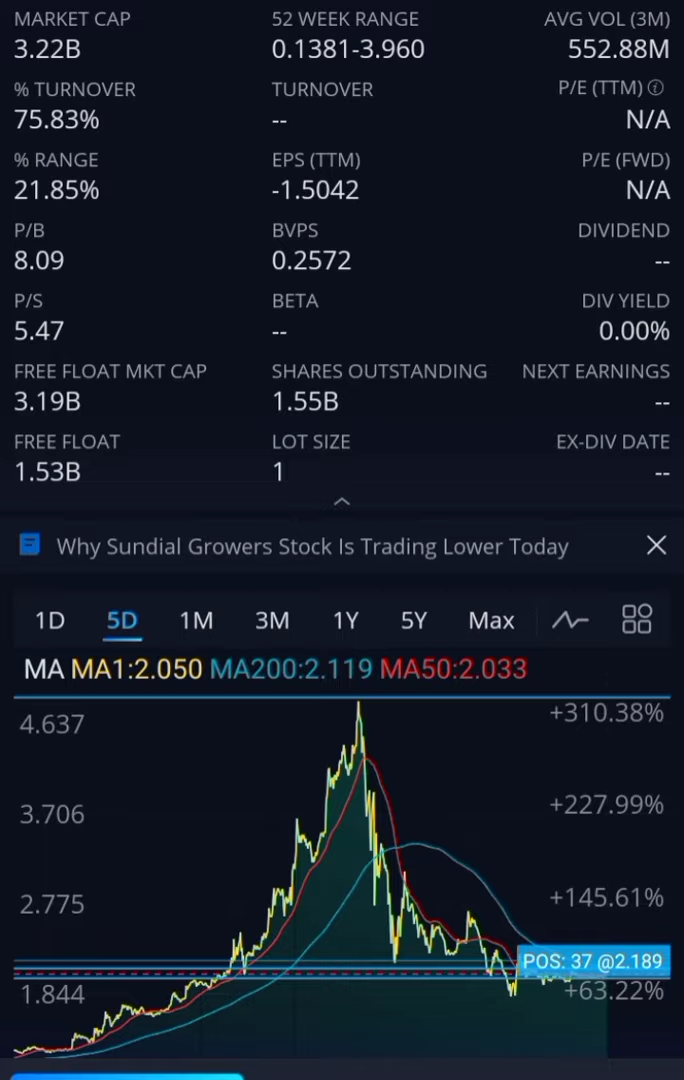 MARKET CAP 52 WEEK RANGE AVG VOL (3M)
3.22B 0.1381-3.960 552.88M
% TURNOVER TURNOVER P/E (TTM)
75.83% -- N/A
% RANGE EPS (TTM) P/E (FWD)
21.85% -1.5042 N/A
P/B BVPS DIVIDEND
8.09 0.2572 --
P/S BETA DIV YIELD
5.47 -- 0.00%
FREE FLOAT MKT CAP SHARES OUTSTANDING NEXT EARNINGS
3.19B 1.55B --
FREE FLOAT LOT SIZE EX-DIV DATE
1.53B 1 --
Why Sundial Growers Stock Is Trading Lower Today
1D 5D 1M 3M 1Y 5Y Max
MA MA1:2.050 MA200:2.119 MA50:2.033
4.637 +310.38%
3.706 +227.99%
2.775 +145.61%
POS: 37 @2.189
1.844 +63.22%